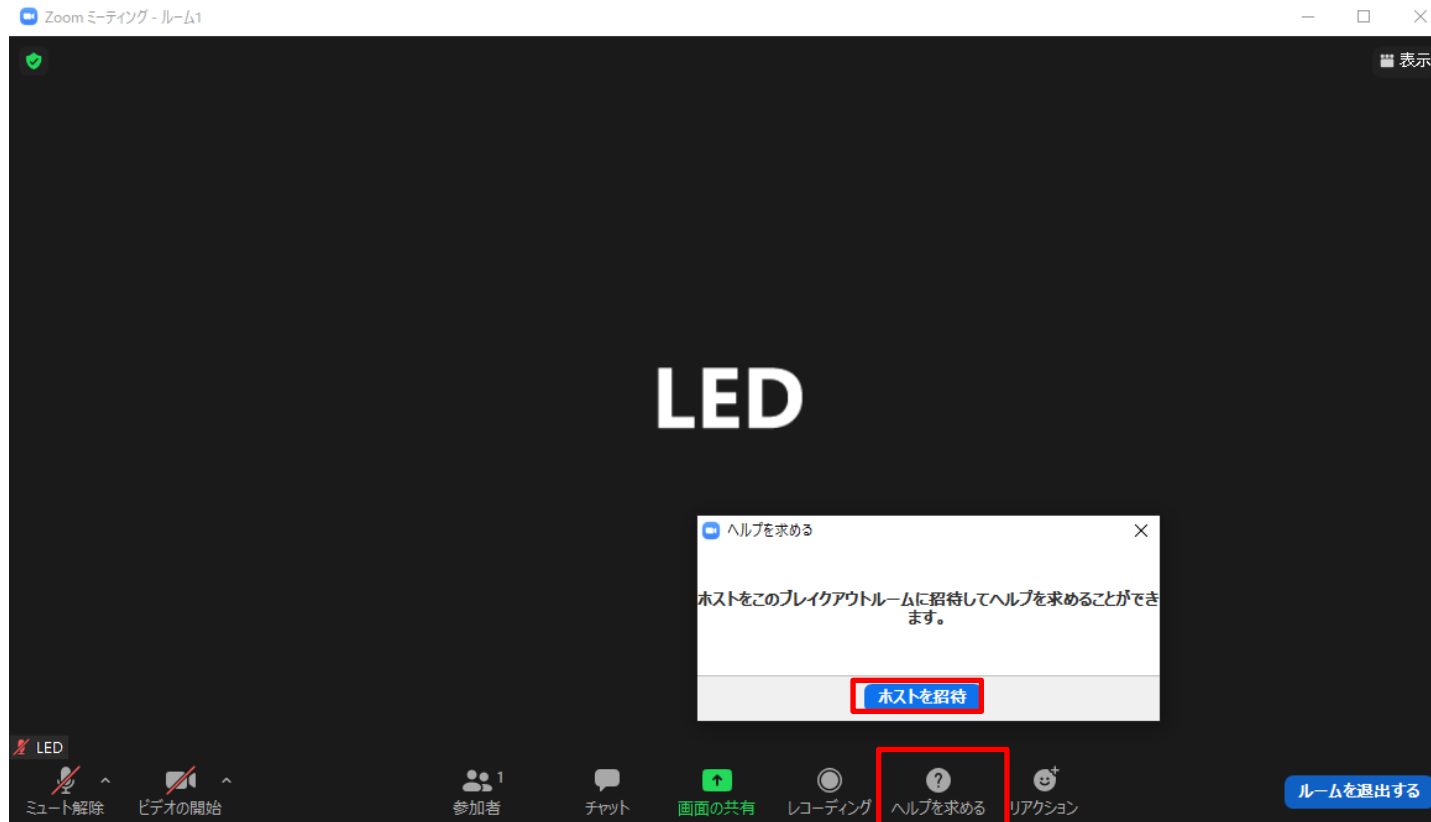 Zoom ミーティング - ルーム1
表示
LED
ヘルプを求める
ホストをこのブレイクアウトルームに招待してヘルプを求めることができ
ます。
ホストを招待
LED
ミュート解除
ビデオの開始
1
参加者
チャット
画面の共有
レコーディング
ヘルプを求める
リアクション
ルームを退出する